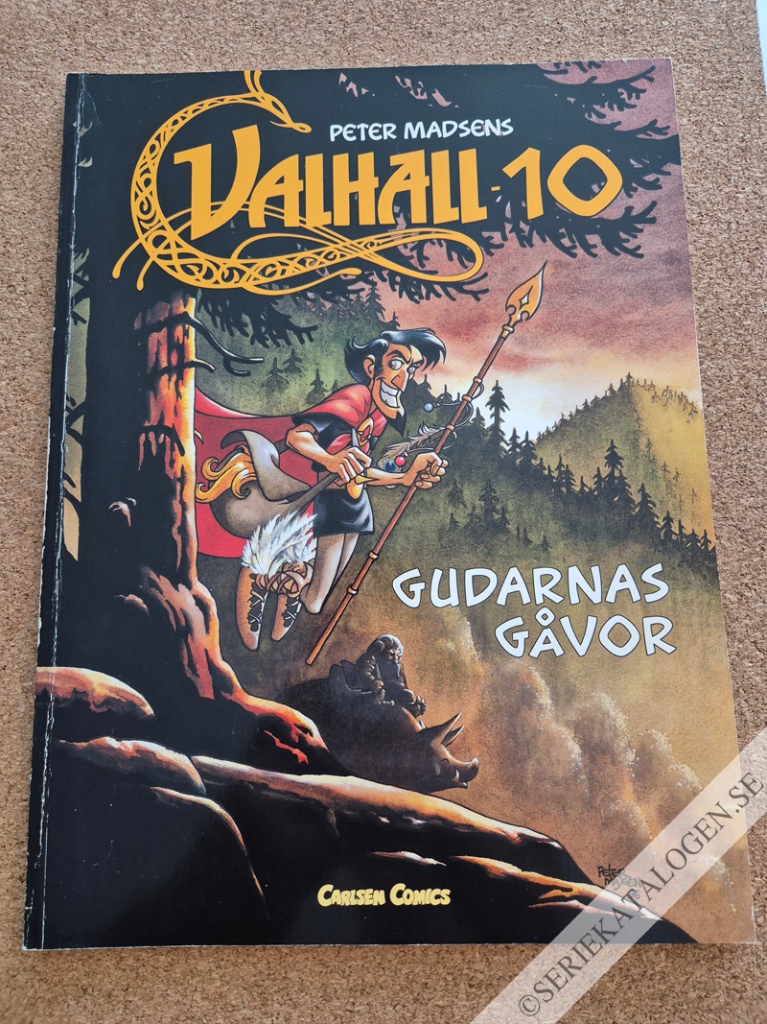 PETER MADSENS
VALHALL-10
GUDARNAS
GÅVOR
CARLSEN COMICS
©SERIEKATALOGEN.SE